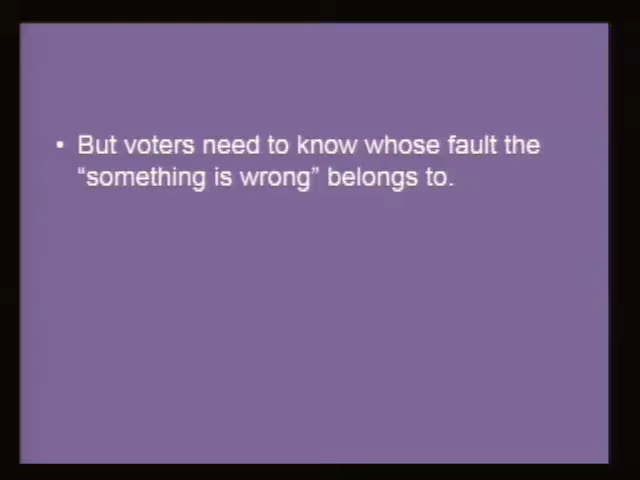 • But voters need to know whose fault the
“something is wrong” belongs to.